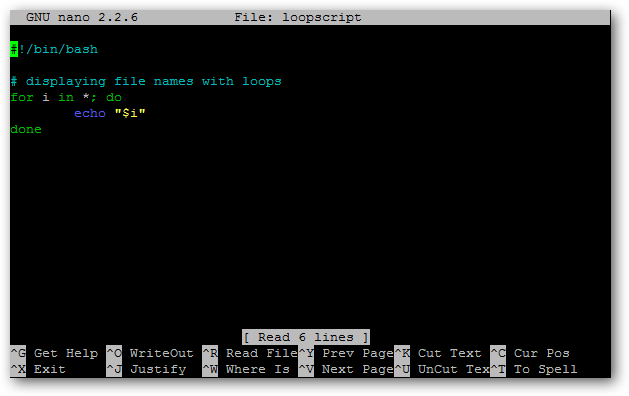 GNU nano 2.2.6 File: loopscript
#!/bin/bash
# displaying file names with loops
for i in *; do
echo "$i"
done
[ Read 6 lines ]
^G Get Help ^O WriteOut ^R Read File^Y Prev Page^K Cut Text ^C Cur Pos
^X Exit ^J Justify ^W Where Is ^V Next Page^U UnCut Tex^T To Spell